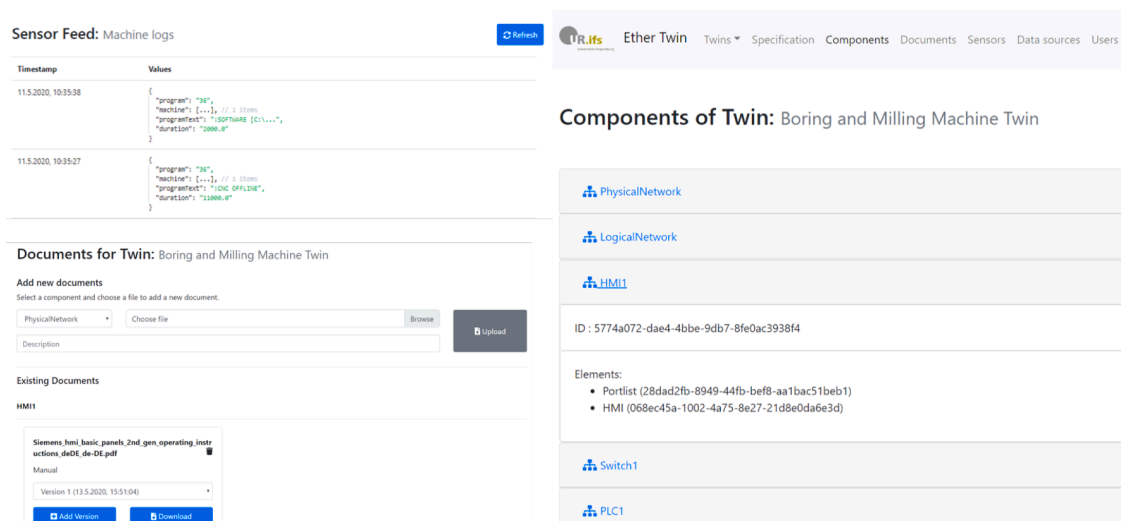 Sensor Feed: Machine logs
Refresh
Timestamp Values
11.5.2020, 10:35:38
{
"program": "36",
"machine": [...], // 1 items
"programText": ":SOFTWARE [C:\...",
"duration": "2000.0"
}
11.5.2020, 10:35:27
{
"program": "36",
"machine": [...], // 1 items
"programText": ":CNC OFFLINE",
"duration": "11000.0"
}
Documents for Twin: Boring and Milling Machine Twin
Add new documents
Select a component and choose a file to add a new document.
PhysicalNetwork Choose file Browse
Upload
Description
Existing Documents
HMI1
Siemens_hmi_basic_panels_2nd_gen_operating_instr
uctions_deDE_de-DE.pdf
Manual
Version 1 (13.5.2020, 15:51:04)
Add Version Download
UR.ifs
Ether Twin Twins Specification Components Documents Sensors Data sources Users
Components of Twin: Boring and Milling Machine Twin
PhysicalNetwork
LogicalNetwork
HMI1
ID : 5774a072-dae4-4bbe-9db7-8fe0ac3938f4
Elements:
• Portlist (28dad2fb-8949-44fb-bef8-aa1bac51beb1)
• HMI (068ec45a-1002-4a75-8e27-21d8e0da6e3d)
Switch1
PLC1